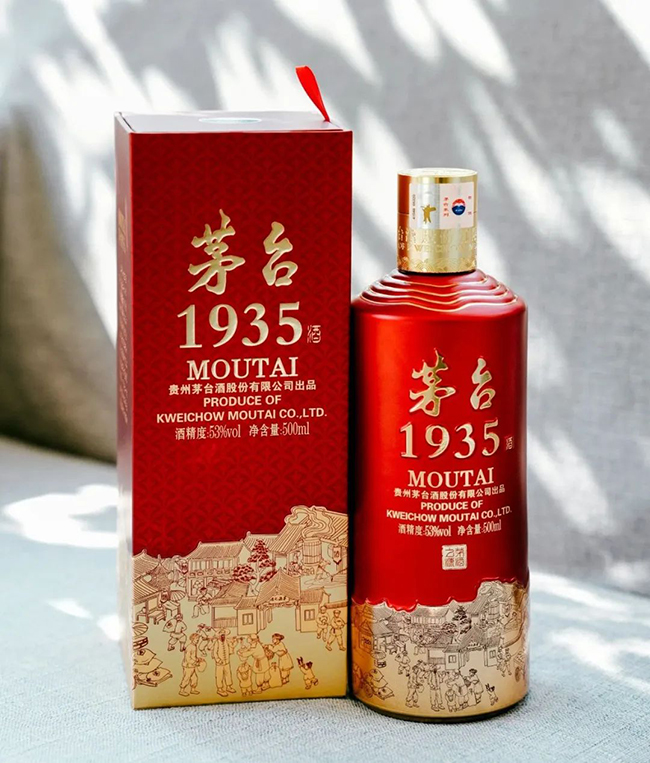 茅台
1935酒
MOUTAI
贵州茅台酒股份有限公司出品
PRODUCE OF
KWEICHOW MOUTAI CO.,LTD.
酒精度:53%vol 净含量:500ml
茅台
1935酒
MOUTAI
贵州茅台酒股份有限公司出品
PRODUCE OF
KWEICHOW MOUTAI CO.,LTD.
酒精度:53%vol 净含量:500ml